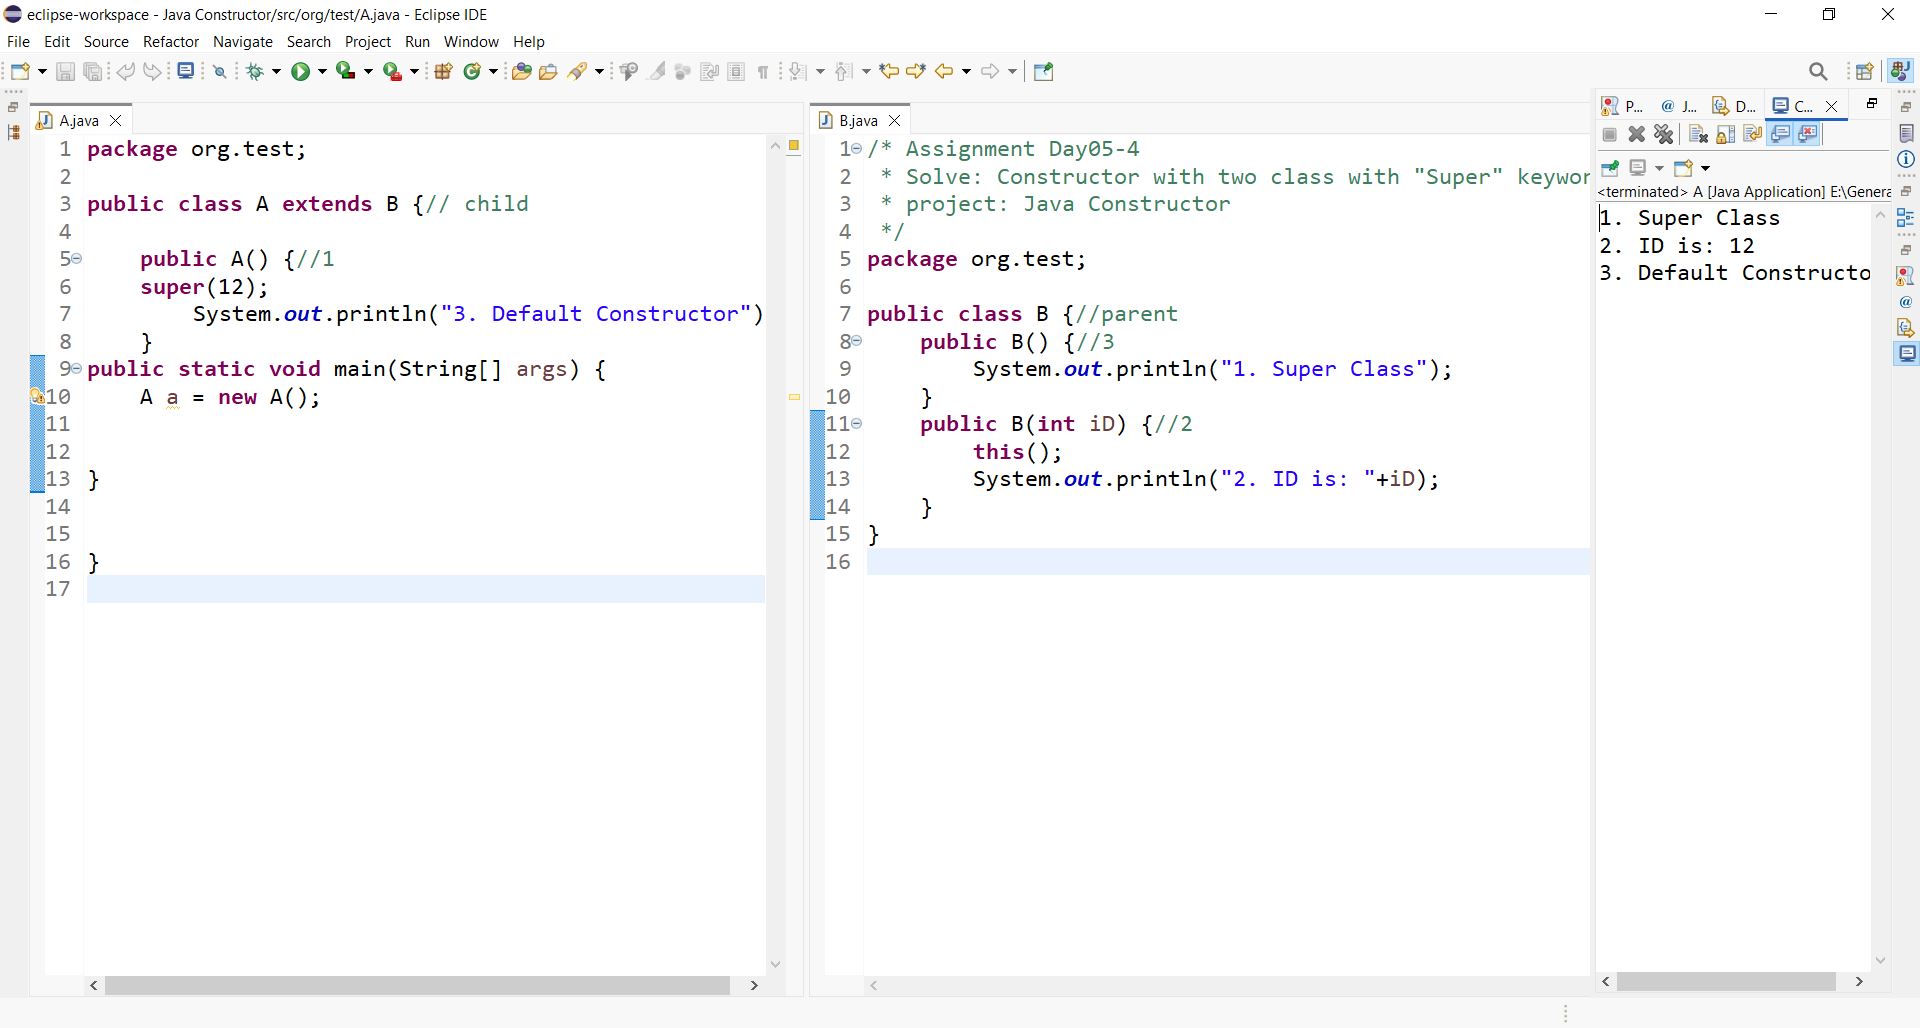 eclipse-workspace - Java Constructor/src/org/test/A.java - Eclipse IDE
File Edit Source Refactor Navigate Search Project Run Window Help
A.java
1 package org.test;
2
3 public class A extends B {// child
4
5 public A() {//1
6 super(12);
7 System.out.println("3. Default Constructor")
8 }
9 public static void main(String[] args) {
10 A a = new A();
11
12
13 }
14
15
16 }
17
B.java
1 /* Assignment Day05-4
2 * Solve: Constructor with two class with "Super" keywor
3 * project: Java Constructor
4 */
5 package org.test;
6
7 public class B {//parent
8 public B() {//3
9 System.out.println("1. Super Class");
10 }
11 public B(int iD) {//2
12 this();
13 System.out.println("2. ID is: "+iD);
14 }
15 }
16
P... @ J... D... C...
<terminated> A [Java Application] E:\Genera
1. Super Class
2. ID is: 12
3. Default Constructo